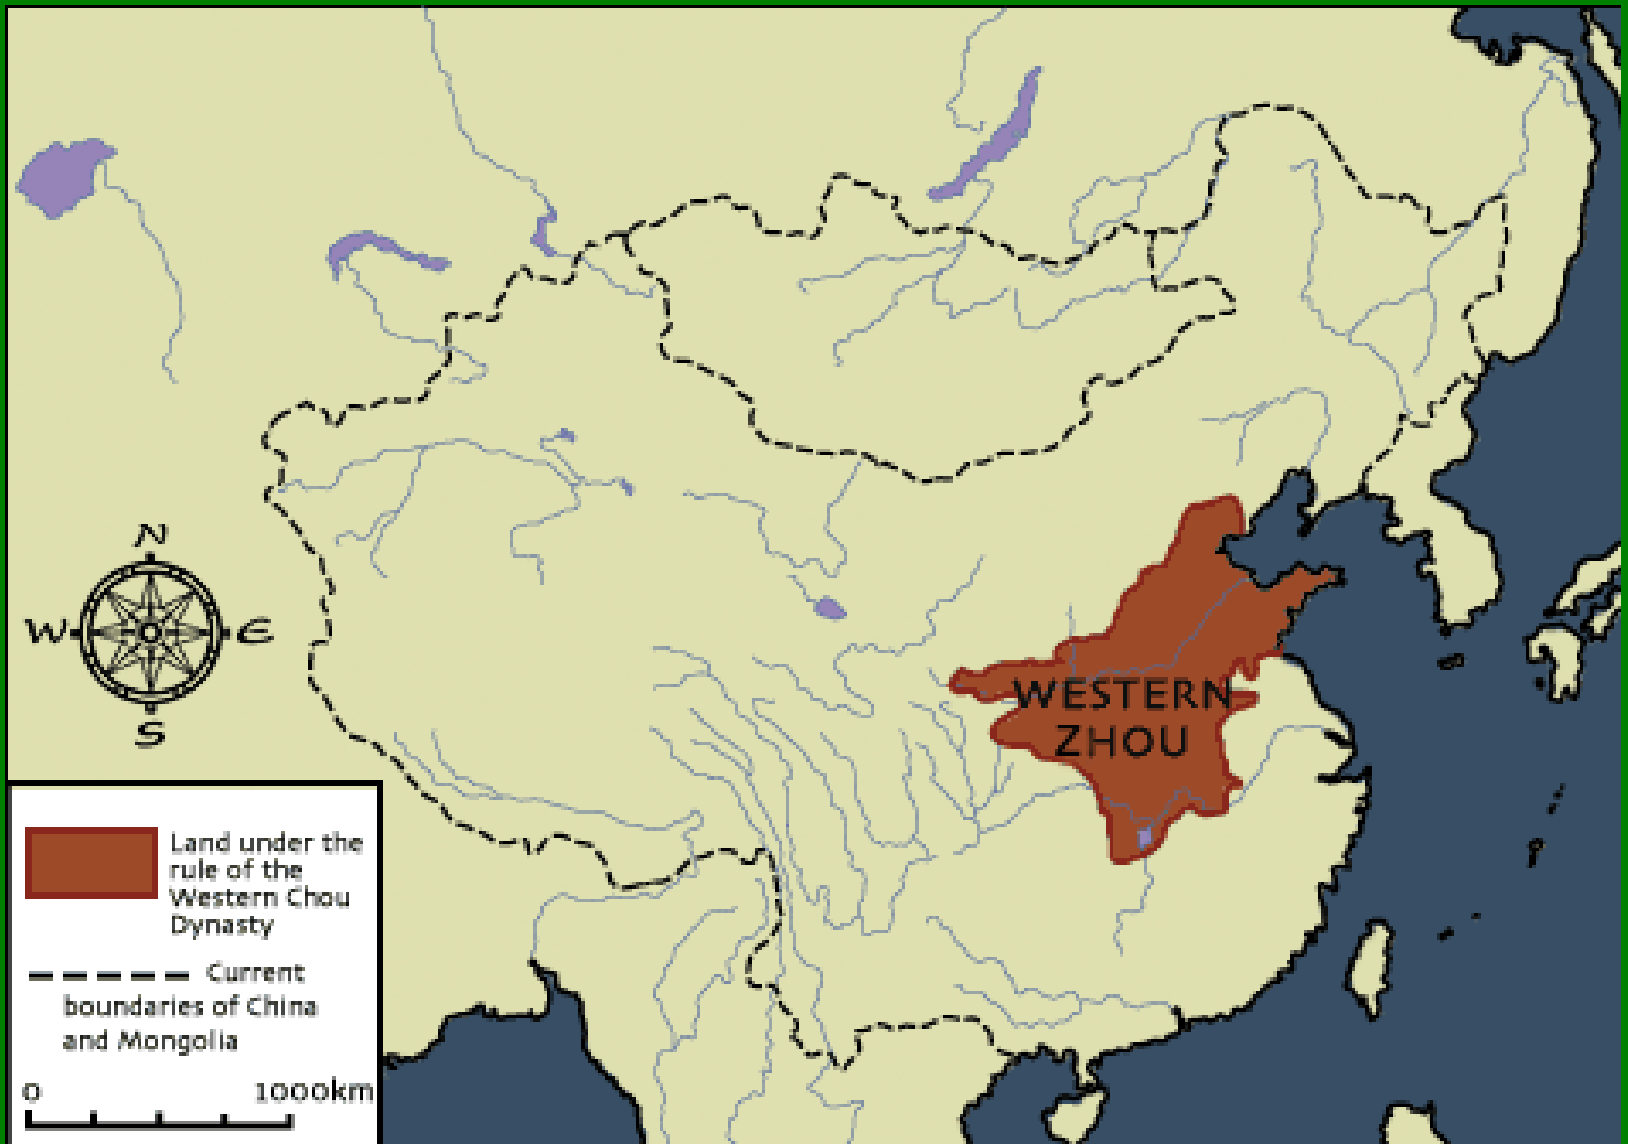 N
W E
S
WESTERN
ZHOU
Land under the
rule of the
Western Chou
Dynasty
Current
boundaries of China
and Mongolia
0 1000km